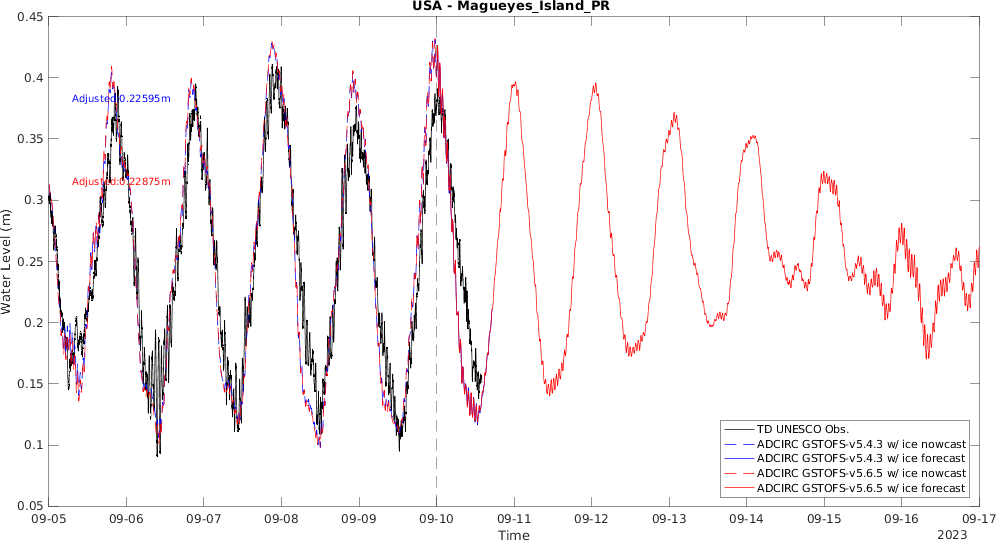 USA - Magueyes_Island_PR
0.45
0.4
0.35
0.3
0.25
0.2
0.15
0.1
0.05
Water Level (m)
Adjusted:0.22595m
Adjusted:0.22875m
TD UNESCO Obs.
ADCIRC GSTOFS-v5.4.3 w/ ice nowcast
ADCIRC GSTOFS-v5.4.3 w/ ice forecast
ADCIRC GSTOFS-v5.6.5 w/ ice nowcast
ADCIRC GSTOFS-v5.6.5 w/ ice forecast
09-05 09-06 09-07 09-08 09-09 09-10 09-11 09-12 09-13 09-14 09-15 09-16 09-17
Time
2023